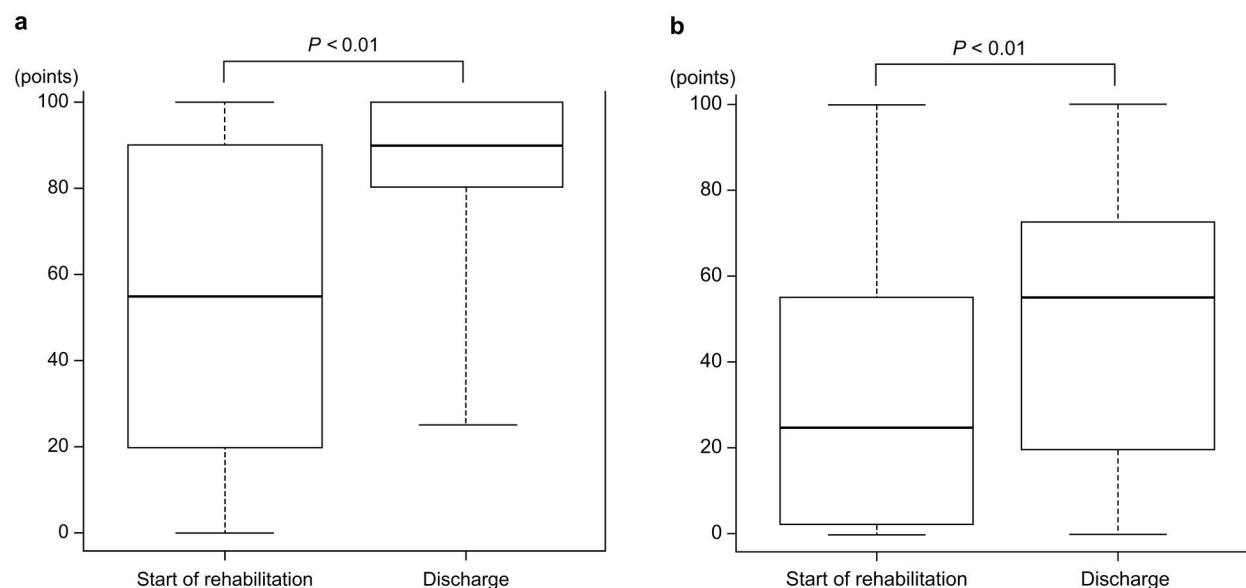 a
P < 0.01
(points)
100
80
60
40
20
0
Start of rehabilitation
Discharge
b
P < 0.01
(points)
100
80
60
40
20
0
Start of rehabilitation
Discharge